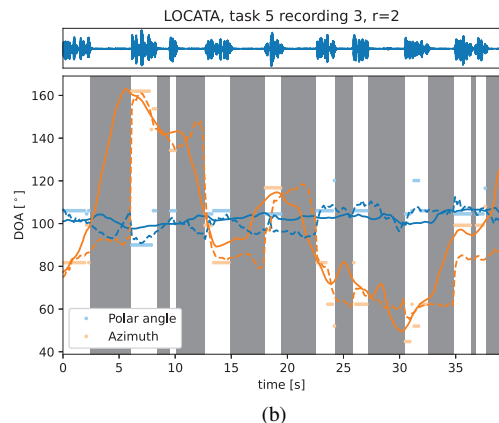 LOCATA, task 5 recording 3, r=2
160
140
120
100
80
60
40
DOA [°]
Polar angle
Azimuth
0 5 10 15 20 25 30 35
time [s]
(b)